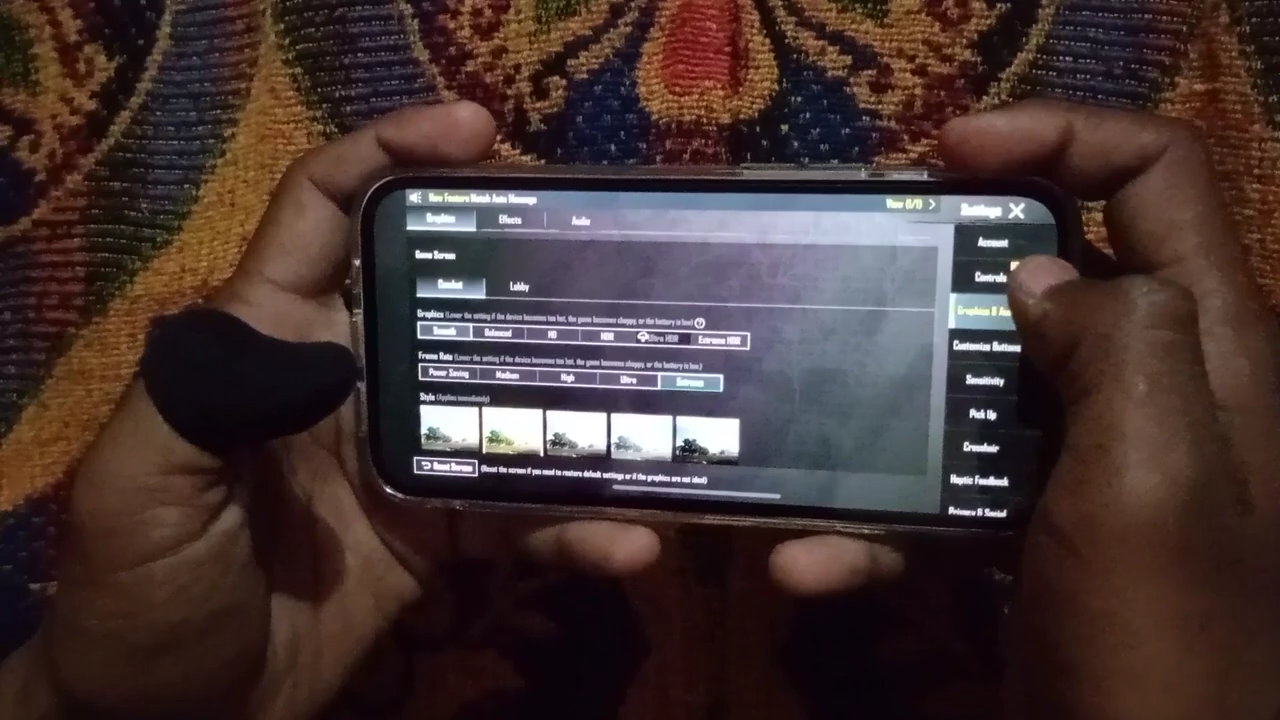 New Feature Match Auto Message
View (1/1)
Settings
Graphics Effects Audio
Game Screen
Combat Lobby
Graphics (Lower the setting if the device becomes too hot, the game becomes choppy, or the battery is low.)
Smooth Balanced HD HDR Ultra HDR Extreme HDR
Frame Rate (Lower the setting if the device becomes too hot, the game becomes choppy, or the battery is low.)
Power Saving Medium High Ultra Extreme
Style (Applies immediately)
Reset Screen (Reset the screen if you need to restore default settings or if the graphics are not ideal)
Account
Controls
Graphics & Au
Customize Buttons
Sensitivity
Pick Up
Crosshair
Haptic Feedback
Privacy & Social